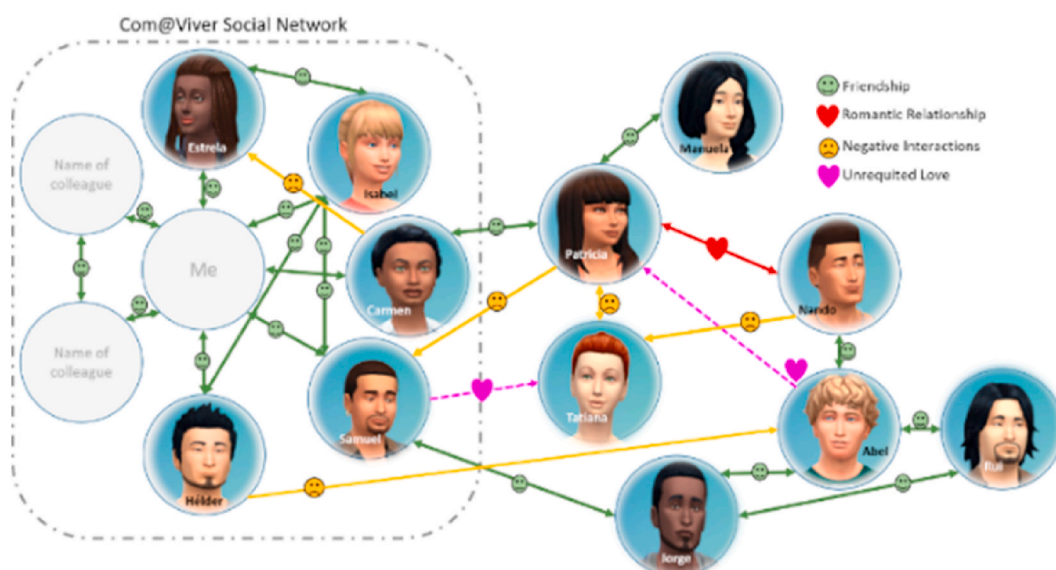 Com@Viver Social Network
Estrela
Isabel
Manuela
Friendship
Romantic Relationship
Negative Interactions
Unrequited Love
Name of
colleague
Me
Carmen
Patricia
Nando
Name of
colleague
Samuel
Tatiana
Abel
Rui
Hélder
Jorge